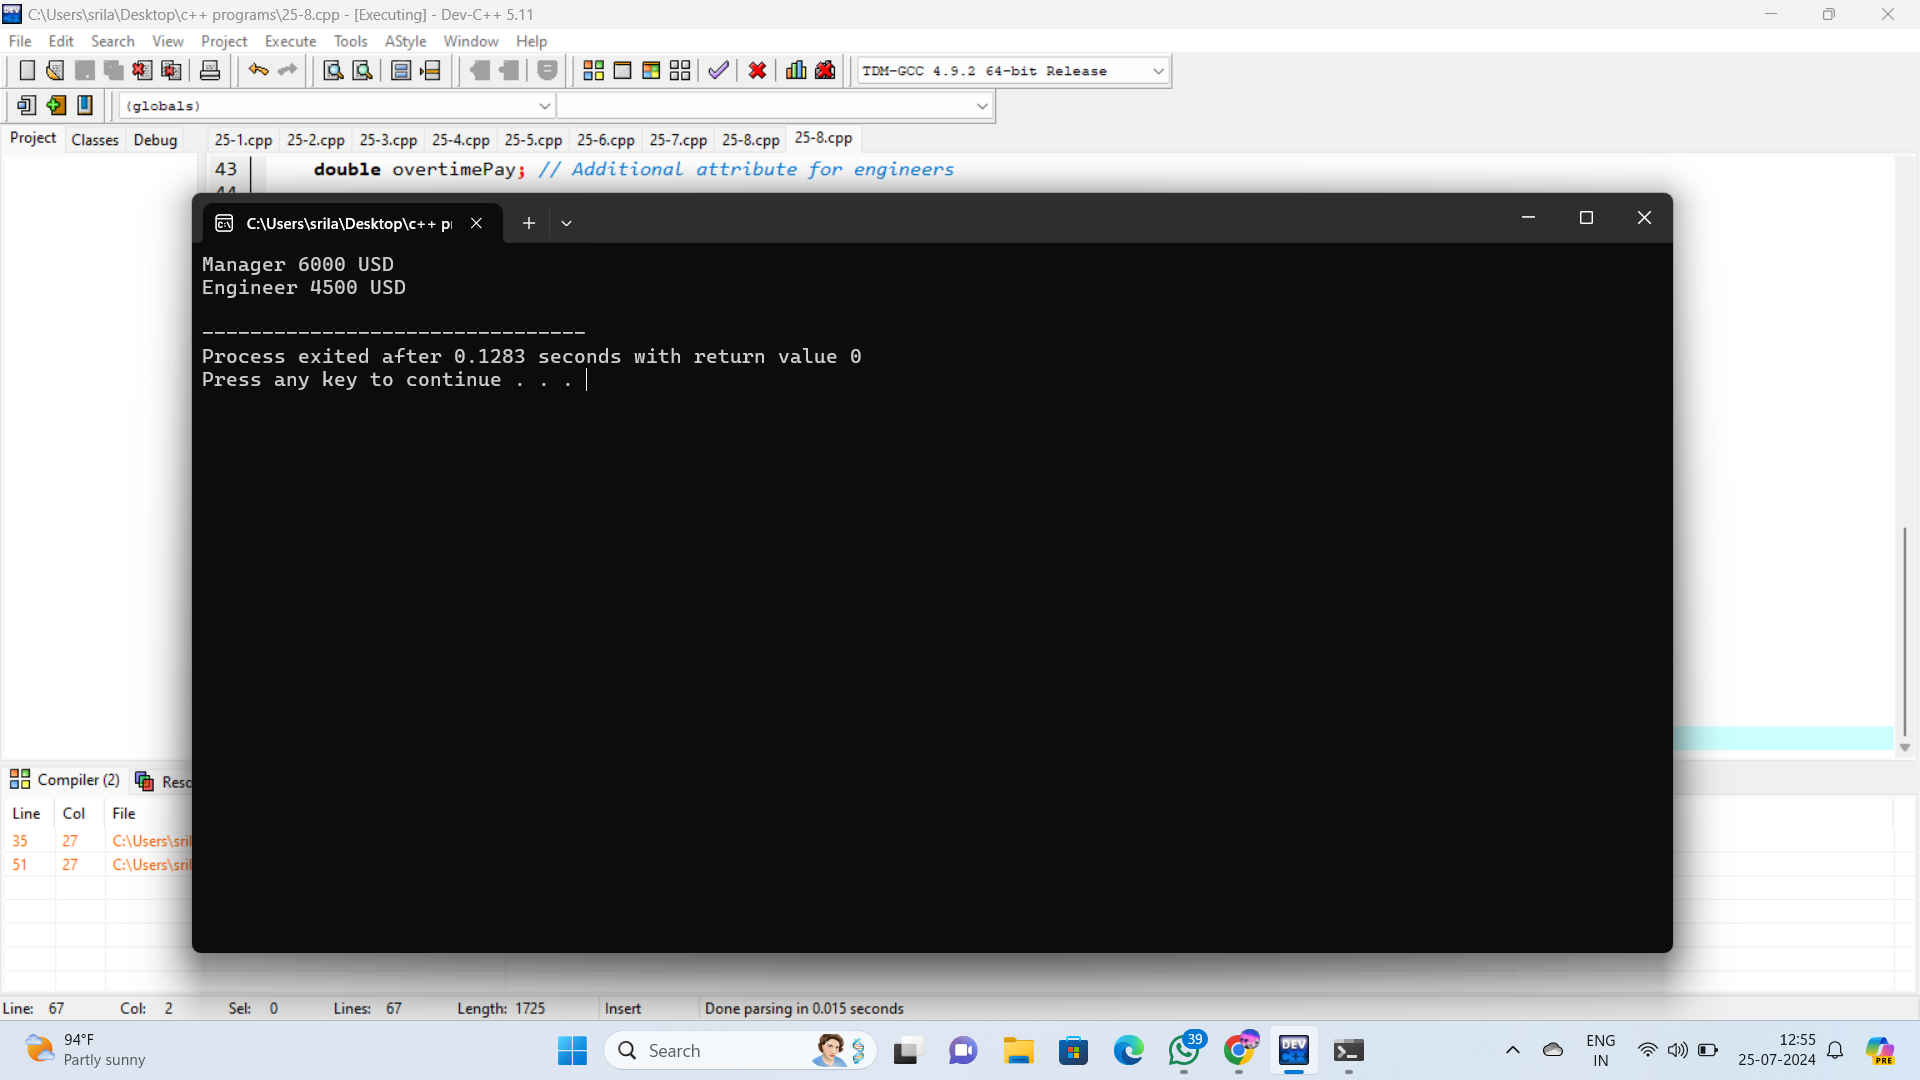 C:\Users\srila\Desktop\c++ programs\25-8.cpp - [Executing] - Dev-C++ 5.11
File Edit Search View Project Execute Tools AStyle Window Help
TDM-GCC 4.9.2 64-bit Release
(globals)
Project Classes Debug 25-1.cpp 25-2.cpp 25-3.cpp 25-4.cpp 25-5.cpp 25-6.cpp 25-7.cpp 25-8.cpp 25-8.cpp
43 double overtimePay; // Additional attribute for engineers
44
C:\Users\srila\Desktop\c++ p
Manager 6000 USD
Engineer 4500 USD
--------------------------------
Process exited after 0.1283 seconds with return value 0
Press any key to continue . . .
Compiler (2) Reso
Line Col File
35 27 C:\Users\sril
51 27 C:\Users\sril
Line: 67 Col: 2 Sel: 0 Lines: 67 Length: 1725 Insert Done parsing in 0.015 seconds
94°F
Partly sunny
Search
39
DEV
C++
ENG
IN
12:55
25-07-2024
PRE